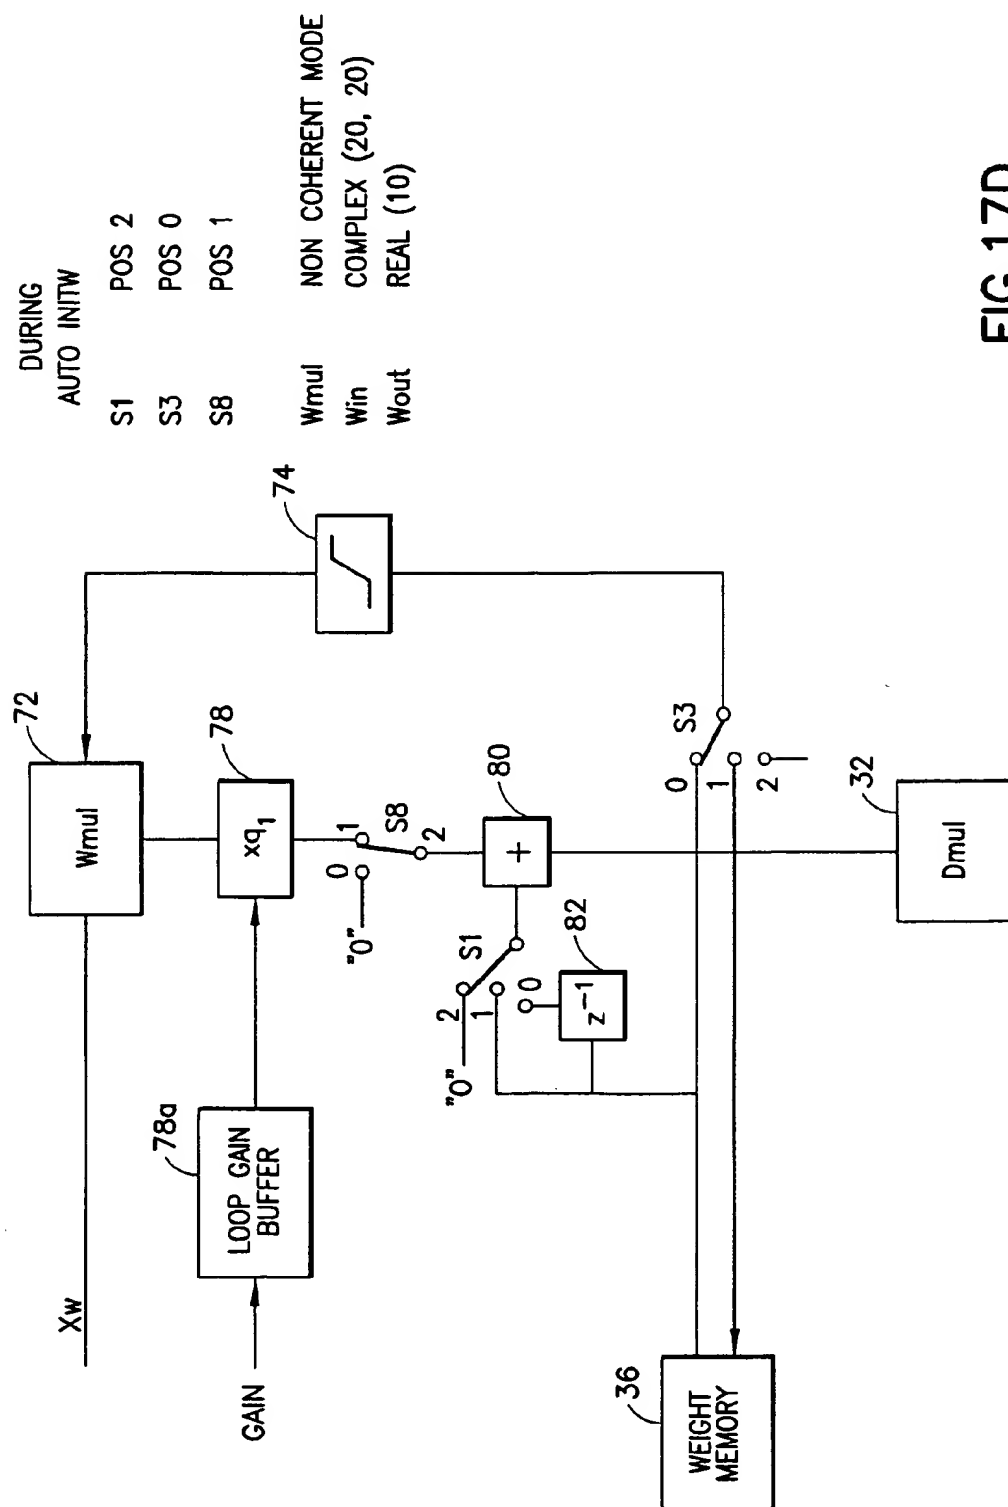 DURING
AUTO INITW
S1 POS 2
S3 POS 0
S8 POS 1
Wmul NON COHERENT MODE
Win COMPLEX (20, 20)
Wout REAL (10)
Xw
72
Wmul
74
GAIN
78a
LOOP GAIN
BUFFER
78
xq1
"0"
0
1
S8
2
80
+
"0"
2
S1
1
0
82
z-1
36
WEIGHT
MEMORY
S3
0
1
2
32
Dmul
FIG.17D